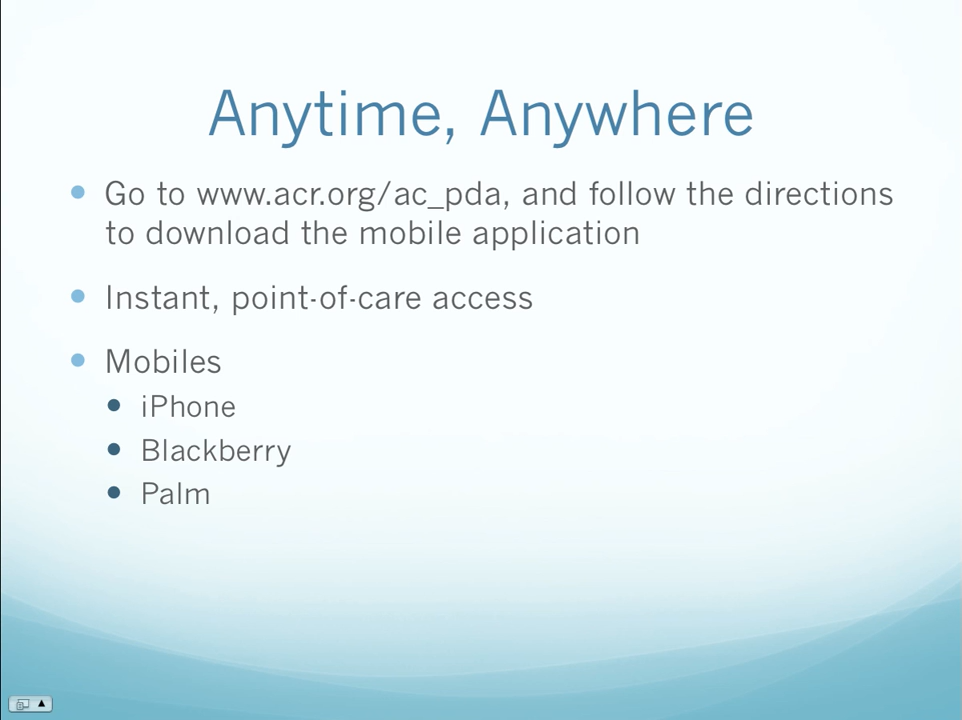 Anytime, Anywhere
Go to www.acr.org/ac_pda, and follow the directions
to download the mobile application
Instant, point-of-care access
Mobiles
iPhone
Blackberry
Palm